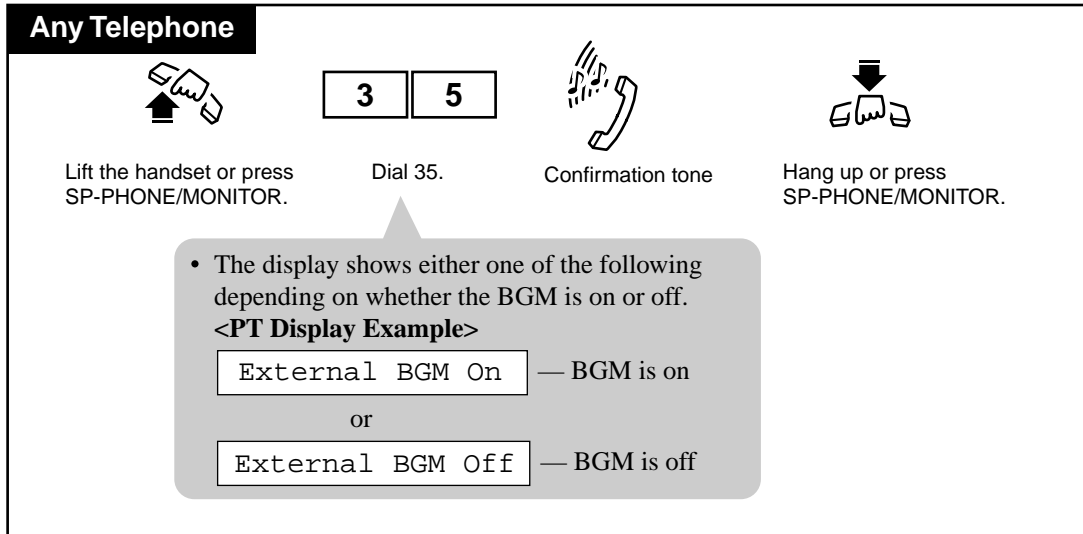 Any Telephone
3 5
Lift the handset or press
SP-PHONE/MONITOR.
Dial 35.
Confirmation tone
Hang up or press
SP-PHONE/MONITOR.
• The display shows either one of the following
depending on whether the BGM is on or off.
<PT Display Example>
External BGM On — BGM is on
or
External BGM Off — BGM is off